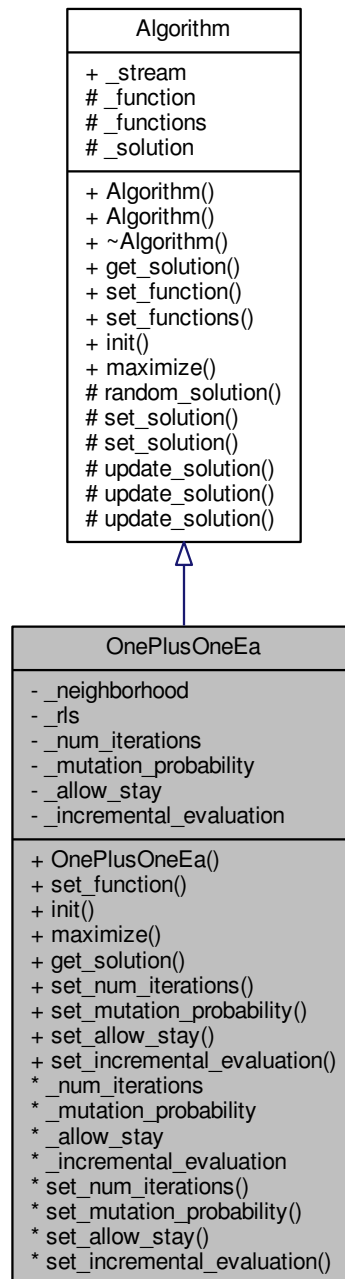 Algorithm
+ _stream
# _function
# _functions
# _solution
+ Algorithm()
+ Algorithm()
+ ~Algorithm()
+ get_solution()
+ set_function()
+ set_functions()
+ init()
+ maximize()
# random_solution()
# set_solution()
# set_solution()
# update_solution()
# update_solution()
# update_solution()
OnePlusOneEa
- _neighborhood
- _rls
- _num_iterations
- _mutation_probability
- _allow_stay
- _incremental_evaluation
+ OnePlusOneEa()
+ set_function()
+ init()
+ maximize()
+ get_solution()
+ set_num_iterations()
+ set_mutation_probability()
+ set_allow_stay()
+ set_incremental_evaluation()
* _num_iterations
* _mutation_probability
* _allow_stay
* _incremental_evaluation
* set_num_iterations()
* set_mutation_probability()
* set_allow_stay()
* set_incremental_evaluation()